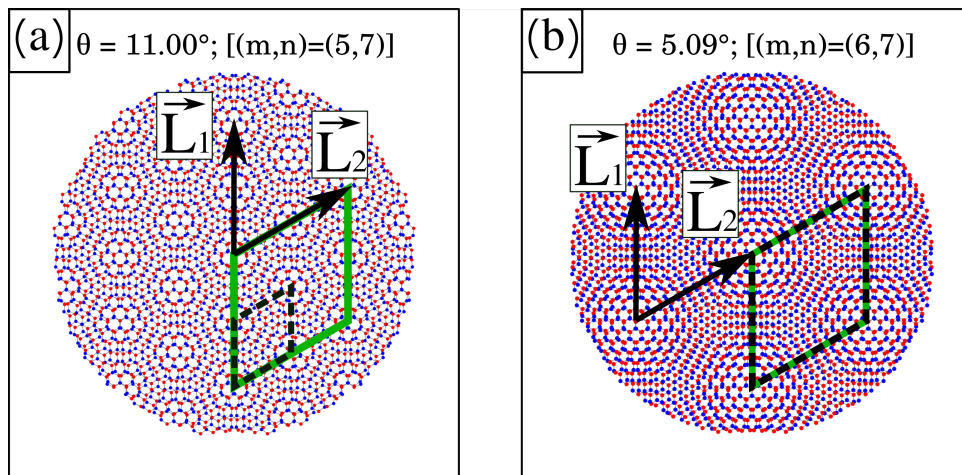 (a)
θ = 11.00°; [(m,n)=(5,7)]
L₁
L₂
(b)
θ = 5.09°; [(m,n)=(6,7)]
L₁
L₂